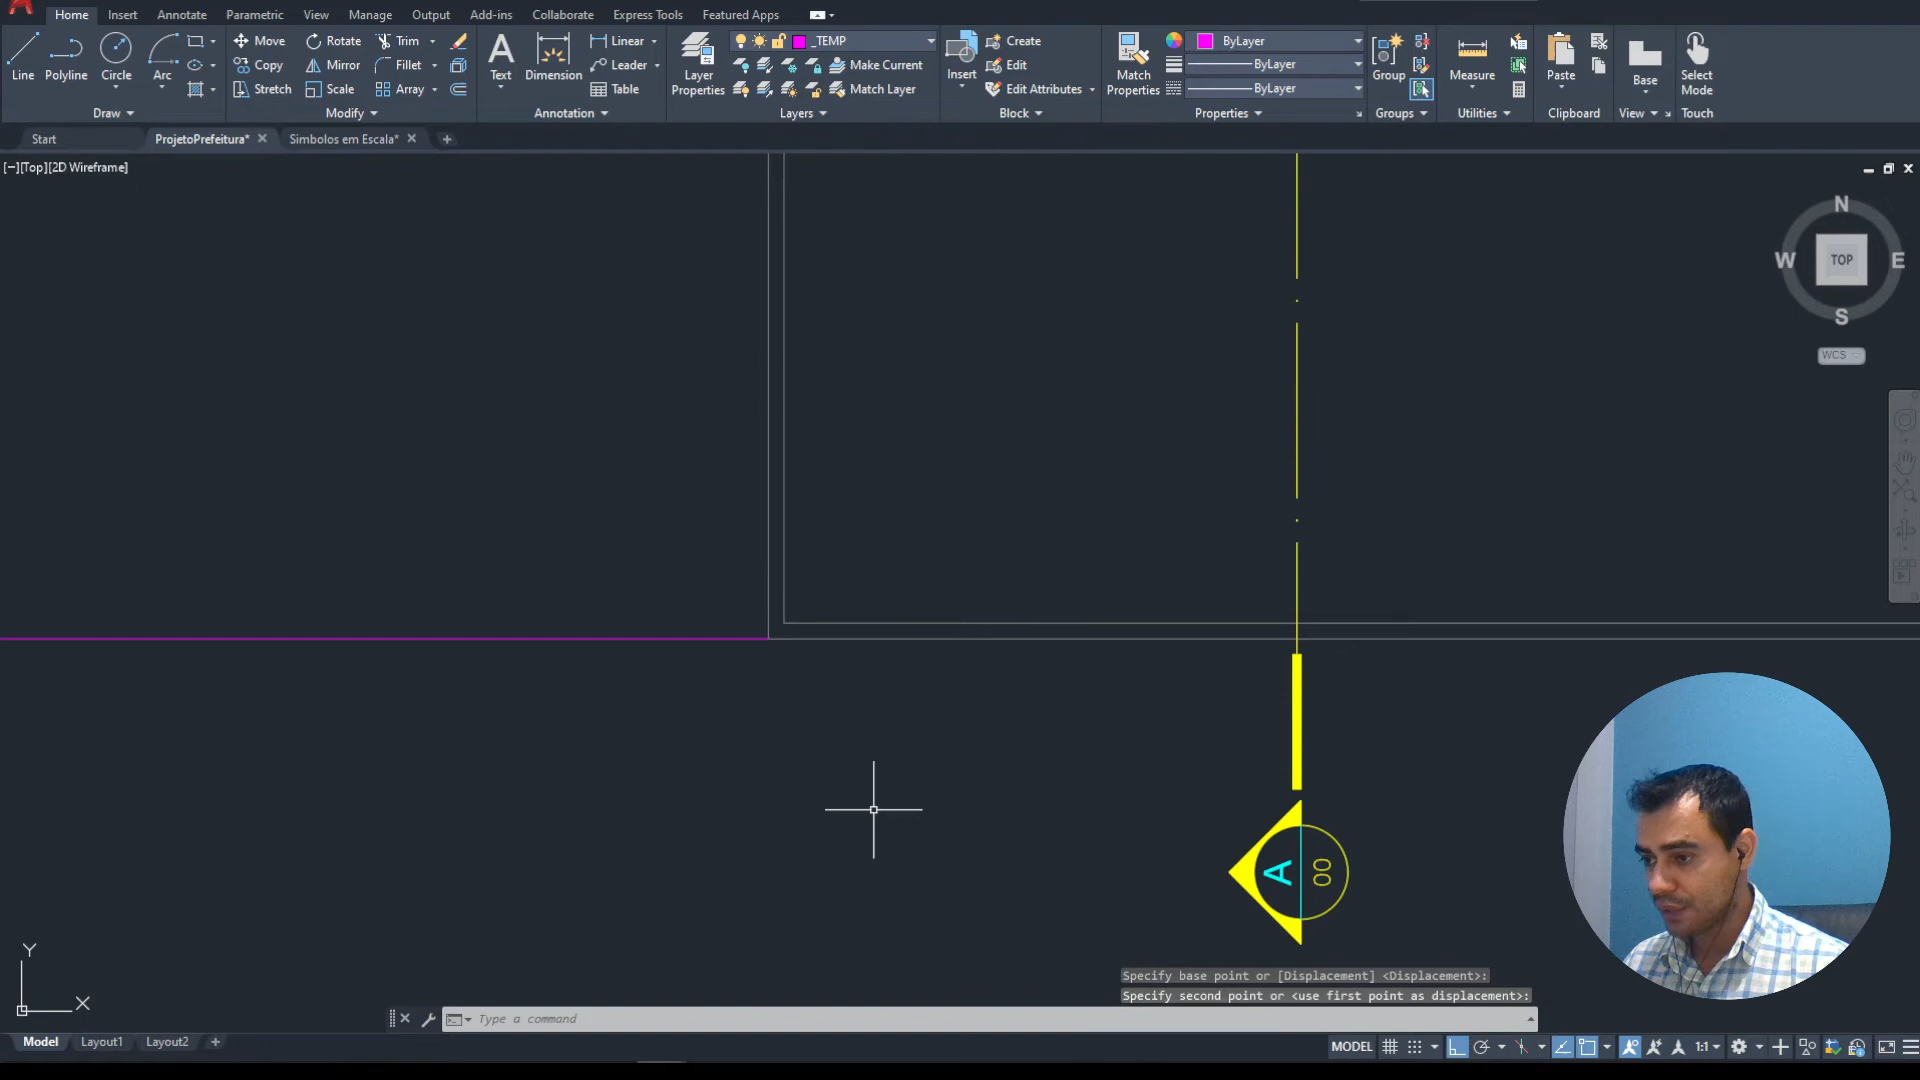 Home Insert Annotate Parametric View Manage Output Add-ins Collaborate Express Tools Featured Apps
Line Polyline Circle Arc
Move Rotate Trim
Copy Mirror Fillet
Stretch Scale Array
Text Dimension
Linear
Leader
Table
Layer Properties
_TEMP
Make Current
Match Layer
Insert
Create
Edit
Edit Attributes
Match Properties
ByLayer
ByLayer
ByLayer
Group
Measure
Paste
Base
Select Mode
Draw Modify Annotation Layers Block Properties Groups Utilities Clipboard View Touch
Start ProjetoPrefeitura* Simbolos em Escala*
[−][Top][2D Wireframe]
N
W TOP E
S
WCS
A
00
Y
X
Specify base point or [Displacement] <Displacement>:
Specify second point or <use first point as displacement>:
Type a command
Model Layout1 Layout2
MODEL 1:1